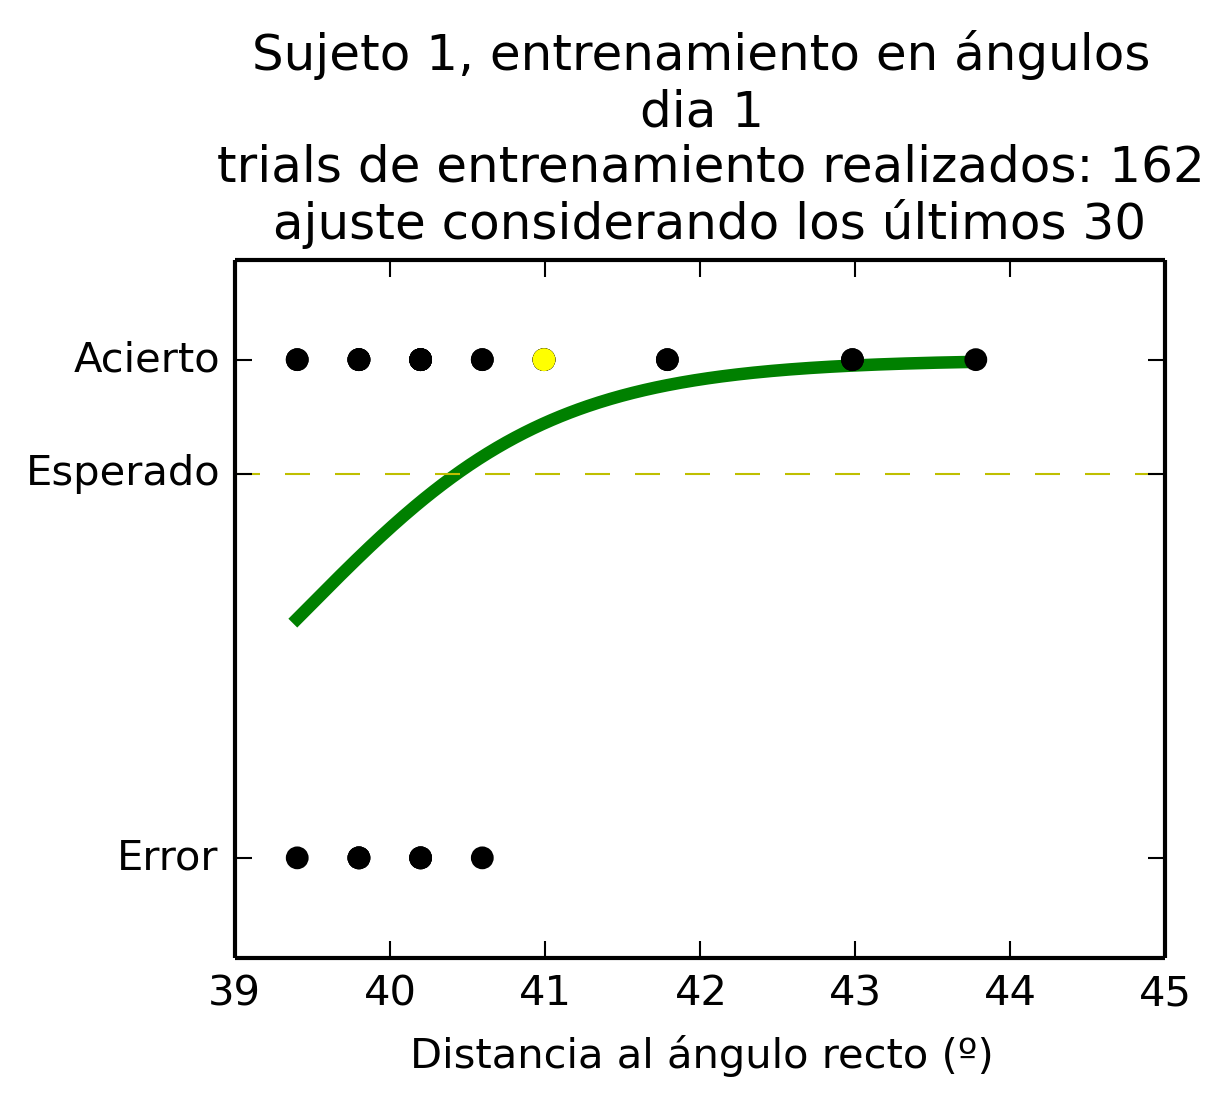 Sujeto 1, entrenamiento en ángulos
dia 1
trials de entrenamiento realizados: 162
ajuste considerando los últimos 30
Acierto
Esperado
Error
39 40 41 42 43 44 45
Distancia al ángulo recto (º)